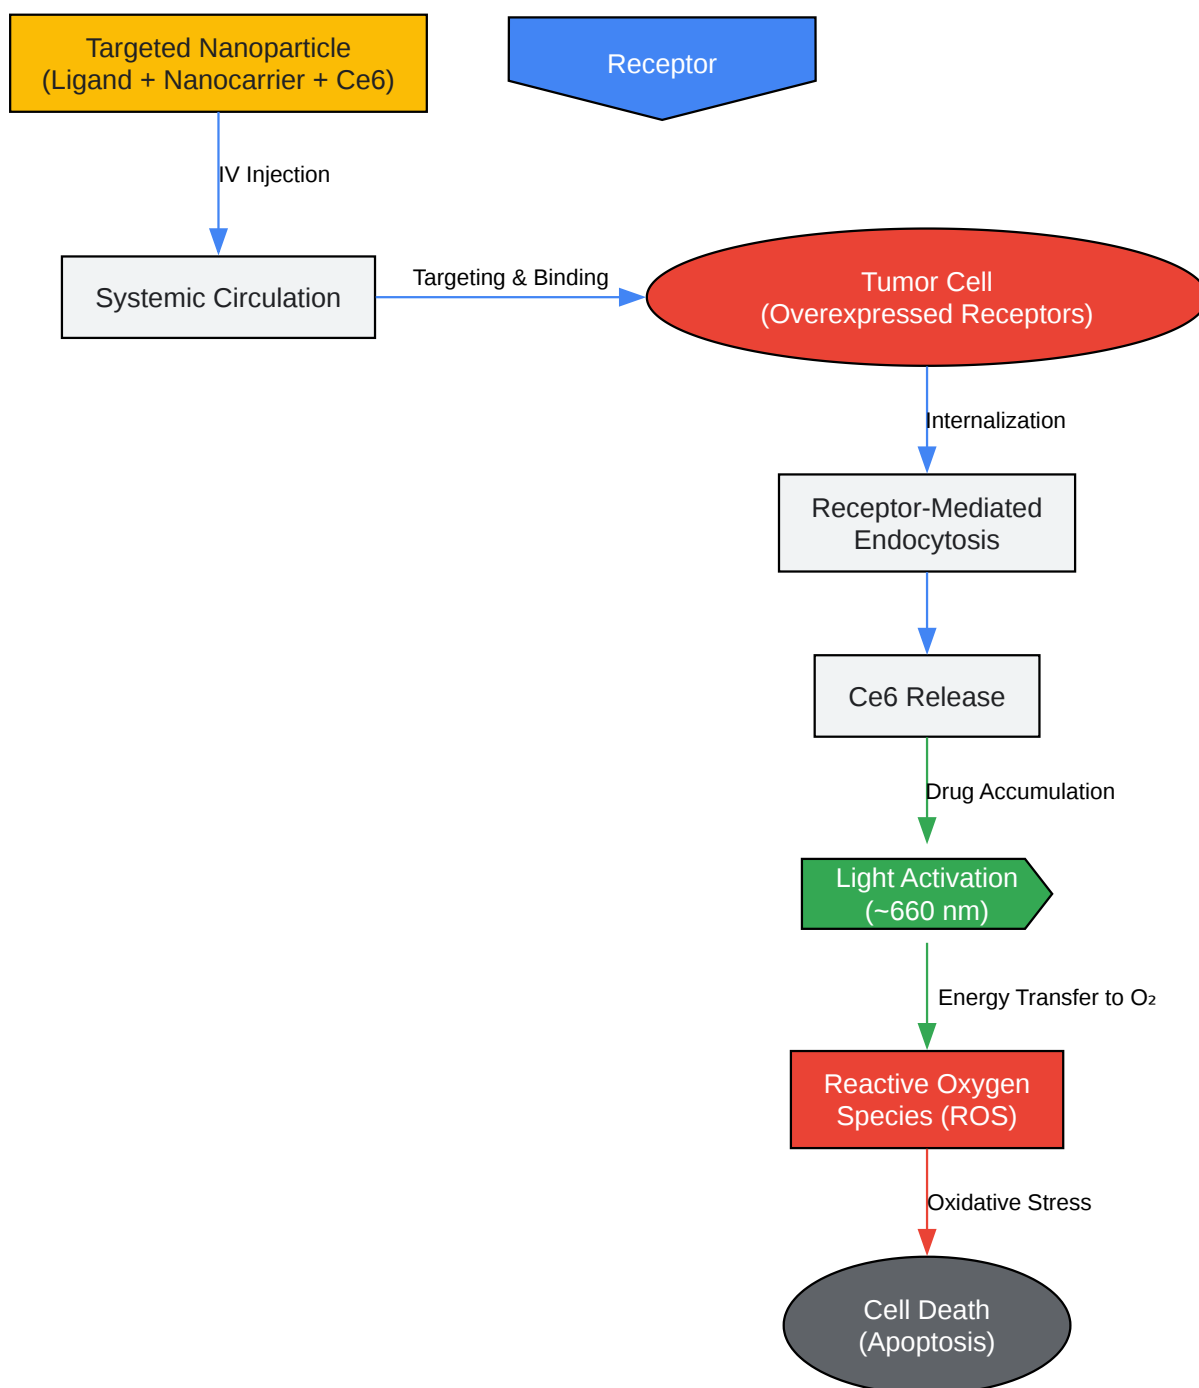 Targeted Nanoparticle
(Ligand + Nanocarrier + Ce6)
Receptor
IV Injection
Systemic Circulation
Targeting & Binding
Tumor Cell
(Overexpressed Receptors)
Internalization
Receptor-Mediated
Endocytosis
Ce6 Release
Drug Accumulation
Light Activation
(~660 nm)
Energy Transfer to O₂
Reactive Oxygen
Species (ROS)
Oxidative Stress
Cell Death
(Apoptosis)